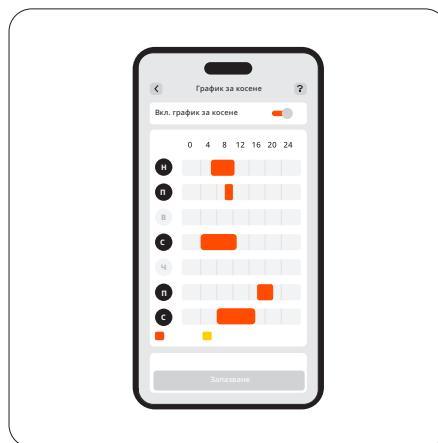 График за косене ?
Вкл. график за косене
0 4 8 12 16 20 24
Н
П
В
С
Ч
П
С
Запазване